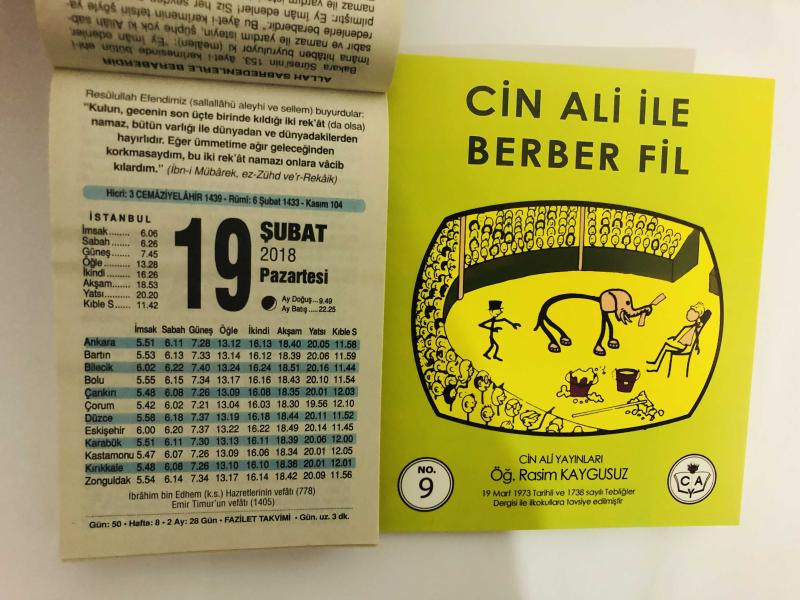 ALLAH SABREDENLERLE BERABERDİR
Bakara Sûresi'nin 153. âyet-i kerimesinde bütün ehl-i
îmâna hitâben buyruluyor ki (meâlen): "Ey îmân edenler,
sabır ve namaz ile yardım isteyin, şüphe yok ki Allâh sab-
redenlerle beraberdir." Bu âyet-i kerimenin tefsîri şöyle ya-
pılmıştır: Ey îmân edenler! Siz her
Resûlullah Efendimiz (sallallâhü aleyhi ve sellem) buyurdular:
"Kulun, gecenin son üçte birinde kıldığı iki rek'ât (da olsa)
namaz, bütün varlığı ile dünyadan ve dünyadakilerden
hayırlıdır. Eğer ümmetime ağır geleceğinden
korkmasaydım, bu iki rek'ât namazı onlara vâcib
kılardım." (İbn-i Mübârek, ez-Zühd ve'r-Rekâik)
Hicri: 3 CEMÂZİYELÂHİR 1439 - Rûmî: 6 Şubat 1433 - Kasım 104
İSTANBUL
İmsak........ 6.06
Sabah ...... 6.26
Güneş ...... 7.45
Öğle ......... 13.28
İkindi ........ 16.26
Akşam...... 18.53
Yatsı......... 20.20
Kıble S ..... 11.42
19
ŞUBAT
2018
Pazartesi
Ay Doğuş... 9.49
Ay Batış.... 22.25
İmsak Sabah Güneş Öğle İkindi Akşam Yatsı Kıble S
Ankara 5.51 6.11 7.28 13.12 16.13 18.40 20.05 11.58
Bartın 5.53 6.13 7.33 13.14 16.12 18.39 20.06 11.59
Bilecik 6.02 6.22 7.40 13.24 16.24 18.51 20.16 11.44
Bolu 5.55 6.15 7.34 13.17 16.16 18.43 20.10 11.54
Çankırı 5.48 6.08 7.26 13.09 16.08 18.35 20.01 12.03
Çorum 5.42 6.02 7.21 13.04 16.03 18.30 19.56 12.10
Düzce 5.58 6.18 7.37 13.19 16.18 18.44 20.11 11.52
Eskişehir 6.00 6.20 7.37 13.22 16.22 18.49 20.14 11.45
Karabük 5.51 6.11 7.30 13.13 16.11 18.39 20.06 12.00
Kastamonu 5.47 6.07 7.26 13.09 16.06 18.34 20.01 12.05
Kırıkkale 5.48 6.08 7.26 13.10 16.10 18.36 20.01 12.01
Zonguldak 5.54 6.14 7.34 13.17 16.14 18.42 20.09 11.56
İbrâhim bin Edhem (k.s.) Hazretlerinin vefâtı (778)
Emir Timur'un vefâtı (1405)
Gün: 50 • Hafta: 8 • 2 Ay: 28 Gün • FAZİLET TAKVİMİ • Gün. uz. 3 dk.
CİN ALİ İLE
BERBER FİL
CİN ALİ YAYINLARI
Öğ. Rasim KAYGUSUZ
19 Mart 1973 Tarihli ve 1738 sayılı Tebliğler
Dergisi ile ilkokullara tavsiye edilmiştir
NO.
9
C A
Y